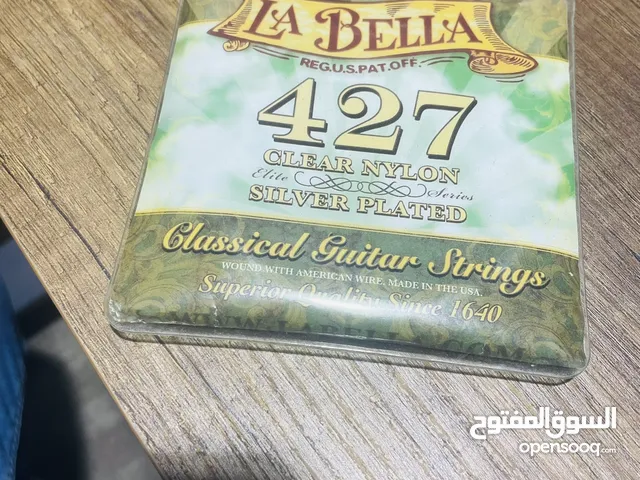 LA BELLA
REG.U.S.PAT.OFF.
427
CLEAR NYLON
Elite Series
SILVER PLATED
Classical Guitar Strings
WOUND WITH AMERICAN WIRE, MADE IN THE USA.
Superior Quality Since 1640
السوق المفتوح
opensooq.com